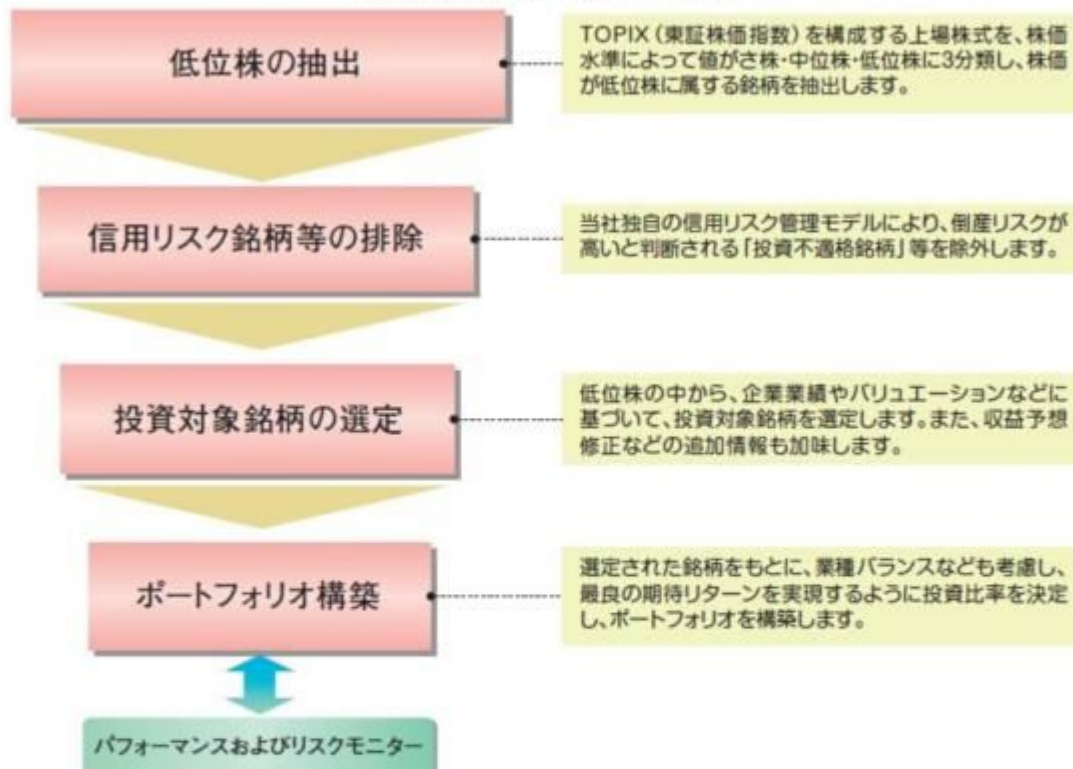 低位株の抽出
TOPIX（東証株価指数）を構成する上場株式を、株価
水準によって値がさ株・中位株・低位株に3分類し、株価
が低位株に属する銘柄を抽出します。
信用リスク銘柄等の排除
当社独自の信用リスク管理モデルにより、倒産リスクが
高いと判断される「投資不適格銘柄」等を除外します。
投資対象銘柄の選定
低位株の中から、企業業績やバリュエーションなどに
基づいて、投資対象銘柄を選定します。また、収益予想
修正などの追加情報も加味します。
ポートフォリオ構築
選定された銘柄をもとに、業種バランスなども考慮し、
最良の期待リターンを実現するように投資比率を決定
し、ポートフォリオを構築します。
パフォーマンスおよびリスクモニター